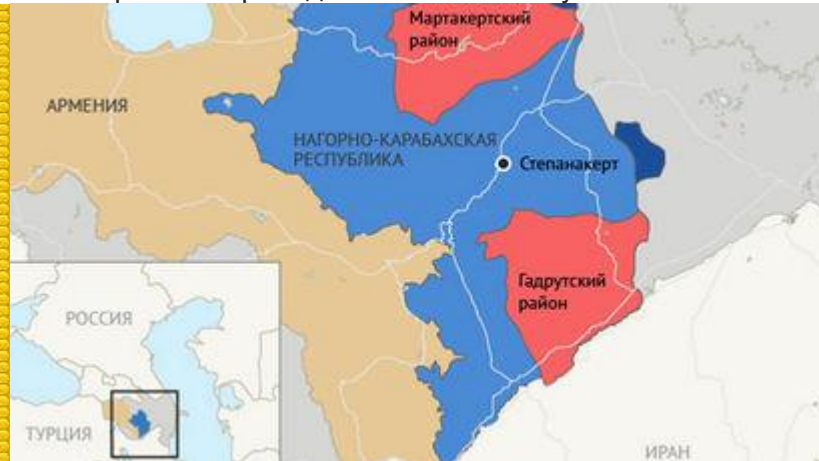 Мартакертский
район
АРМЕНИЯ
НАГОРНО-КАРАБАХСКАЯ
РЕСПУБЛИКА
Степанакерт
Гадрутский
район
РОССИЯ
ТУРЦИЯ
ИРАН